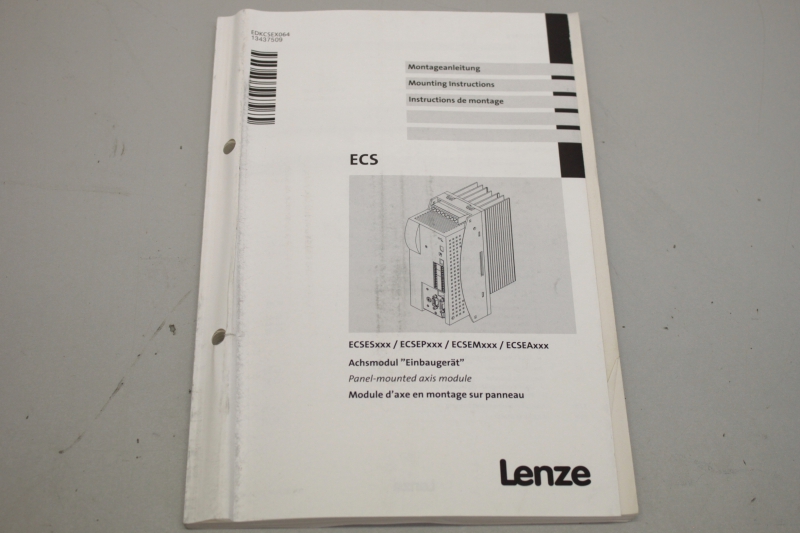 EDKCSEX064
13437509
Montageanleitung
Mounting Instructions
Instructions de montage
ECS
ECSESxxx / ECSEPxxx / ECSEMxxx / ECSEAxxx
Achsmodul "Einbaugerät"
Panel-mounted axis module
Module d'axe en montage sur panneau
Lenze